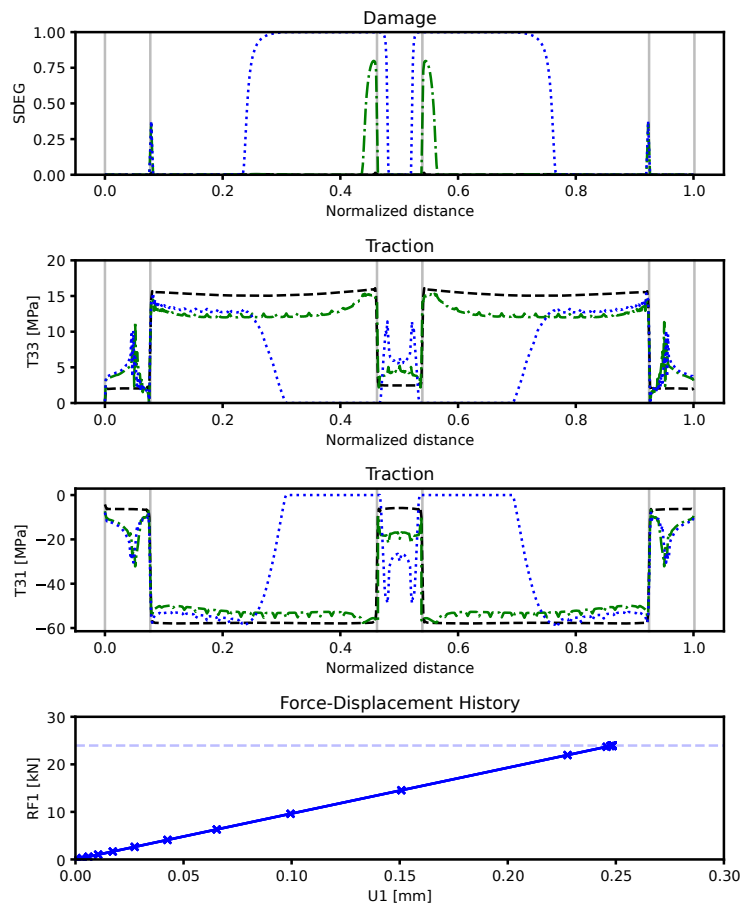 Damage
1.00
0.75
0.50
0.25
0.00
SDEG
0.0 0.2 0.4 0.6 0.8 1.0
Normalized distance
Traction
20
15
10
5
0
T33 [MPa]
0.0 0.2 0.4 0.6 0.8 1.0
Normalized distance
Traction
0
−20
−40
−60
T31 [MPa]
0.0 0.2 0.4 0.6 0.8 1.0
Normalized distance
Force-Displacement History
30
20
10
0
RF1 [kN]
0.00 0.05 0.10 0.15 0.20 0.25 0.30
U1 [mm]